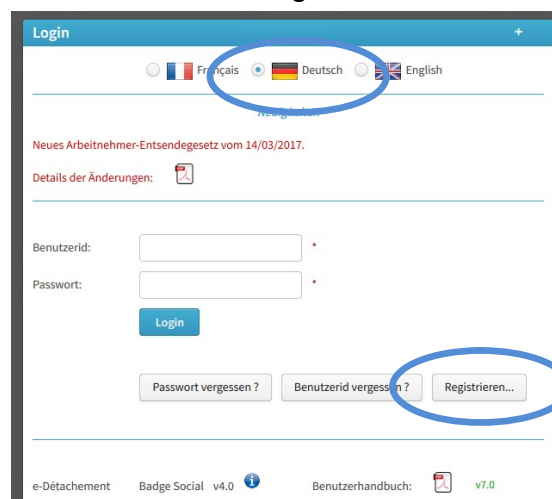 Login +
Français Deutsch English
Neuigkeiten
Neues Arbeitnehmer-Entsendegesetz vom 14/03/2017.
Details der Änderungen:
Benutzerid: *
Passwort: *
Login
Passwort vergessen ? Benutzerid vergessen ? Registrieren...
e-Détachement Badge Social v4.0 Benutzerhandbuch: v7.0